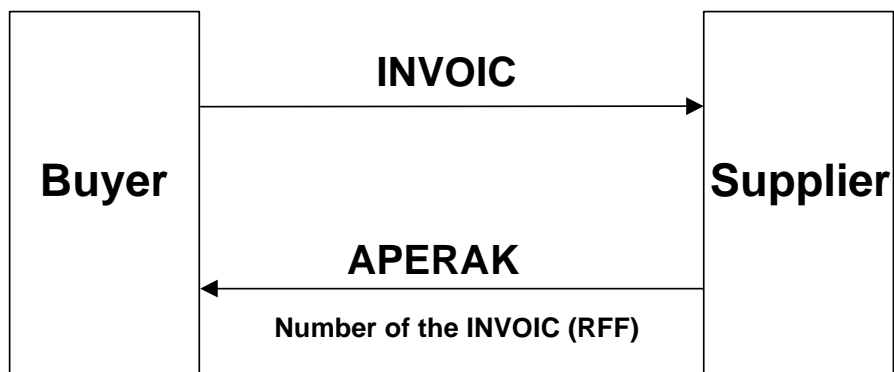 INVOIC
Buyer
Supplier
APERAK
Number of the INVOIC (RFF)